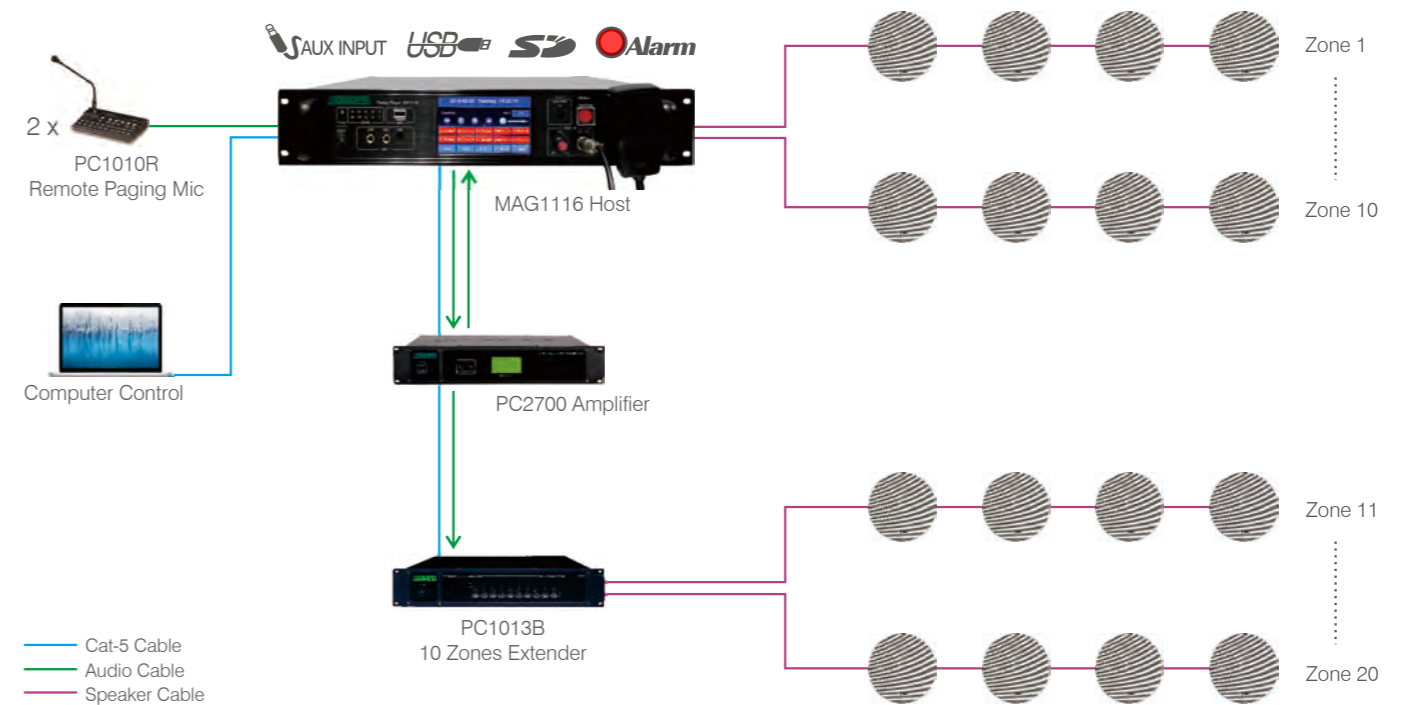 AUX INPUT
USB
Alarm
Zone 1
2 x
PC1010R
Remote Paging Mic
MAG1116 Host
Zone 10
Computer Control
PC2700 Amplifier
Zone 11
PC1013B
10 Zones Extender
Cat-5 Cable
Audio Cable
Speaker Cable
Zone 20